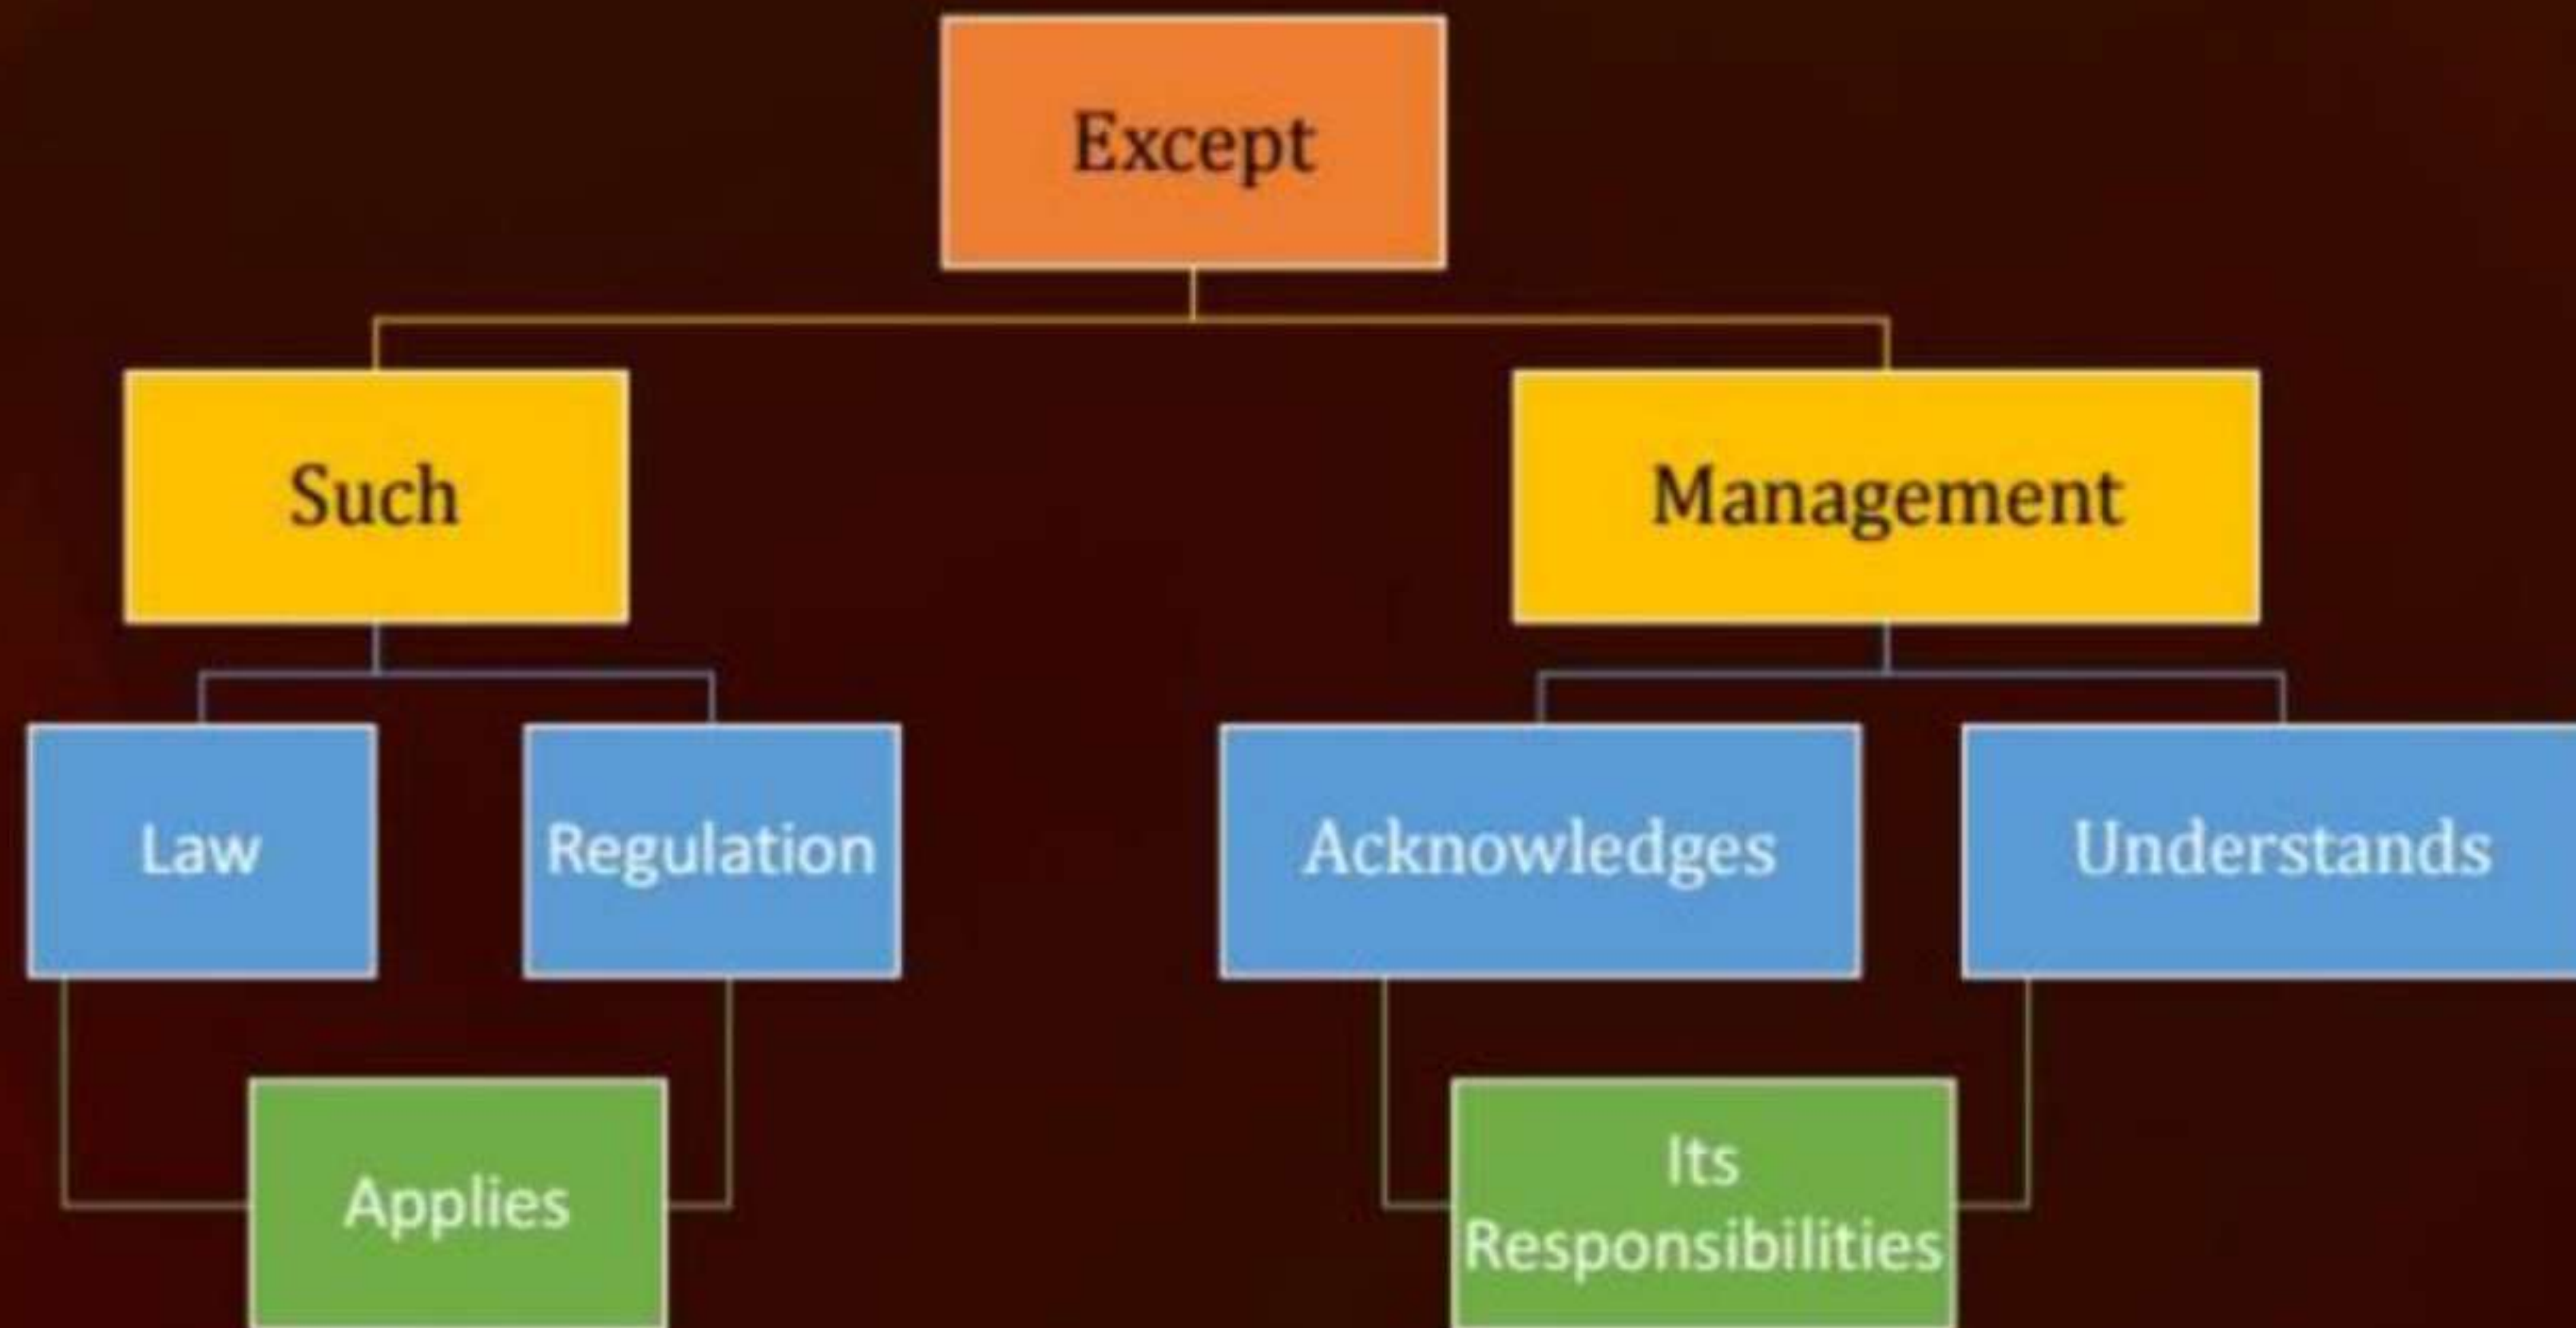 Except
Such
Management
Law
Regulation
Acknowledges
Understands
Applies
Its
Responsibilities